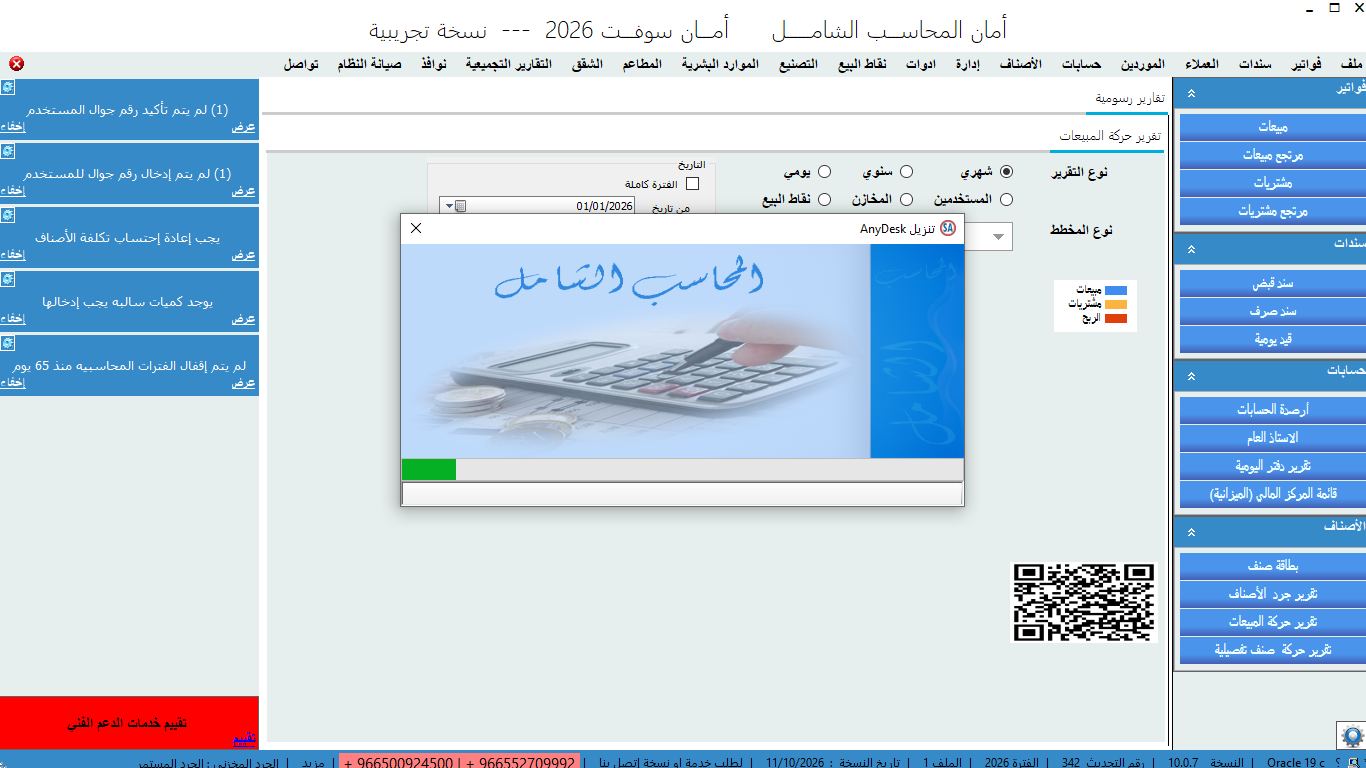 أمان المحاسب الشامل أمان سوفت 2026 --- نسخة تجريبية
ملف فواتير سندات العملاء الموردين حسابات الأصناف إدارة ادوات نقاط البيع التصنيع الموارد البشرية المطاعم الشقق التقارير التجميعية نوافذ صيانة النظام تواصل
فواتير
مبيعات
مرتجع مبيعات
مشتريات
مرتجع مشتريات
سندات
سند قبض
سند صرف
قيد يومية
حسابات
أرصدة الحسابات
الاستاذ العام
تقرير دفتر اليومية
قائمة المركز المالي (الميزانية)
الأصناف
بطاقة صنف
تقرير جرد الأصناف
تقرير حركة المبيعات
تقرير حركة صنف تفصيلية
تقارير رسومية
تقرير حركة المبيعات
نوع التقرير شهري سنوي يومي
المستخدمين المخازن نقاط البيع
نوع المخطط
التاريخ
الفترة كاملة
من تاريخ 01/01/2026
مبيعات
مشتريات
الربح
تنزيل AnyDesk
المحاسب الشامل
المحاسب
(1) لم يتم تأكيد رقم جوال المستخدم
عرض إخفاء
(1) لم يتم إدخال رقم جوال للمستخدم
عرض إخفاء
يجب إعادة إحتساب تكلفة الأصناف
عرض إخفاء
يوجد كميات سالبه يجب إدخالها
عرض إخفاء
لم يتم إقفال الفترات المحاسبيه منذ 65 يوم
عرض إخفاء
تقييم خدمات الدعم الفني
تقييم
؟ Oracle 19 c | النسخة 10.0.7 | رقم التحديث 342 | الفترة 2026 | الملف 1 | تاريخ النسخة : 11/10/2026 | لطلب خدمة او نسخة إتصل بنا | + 966500924500 | + 966552709992 | مزيد | الجرد المخزني : الجرد المستمر